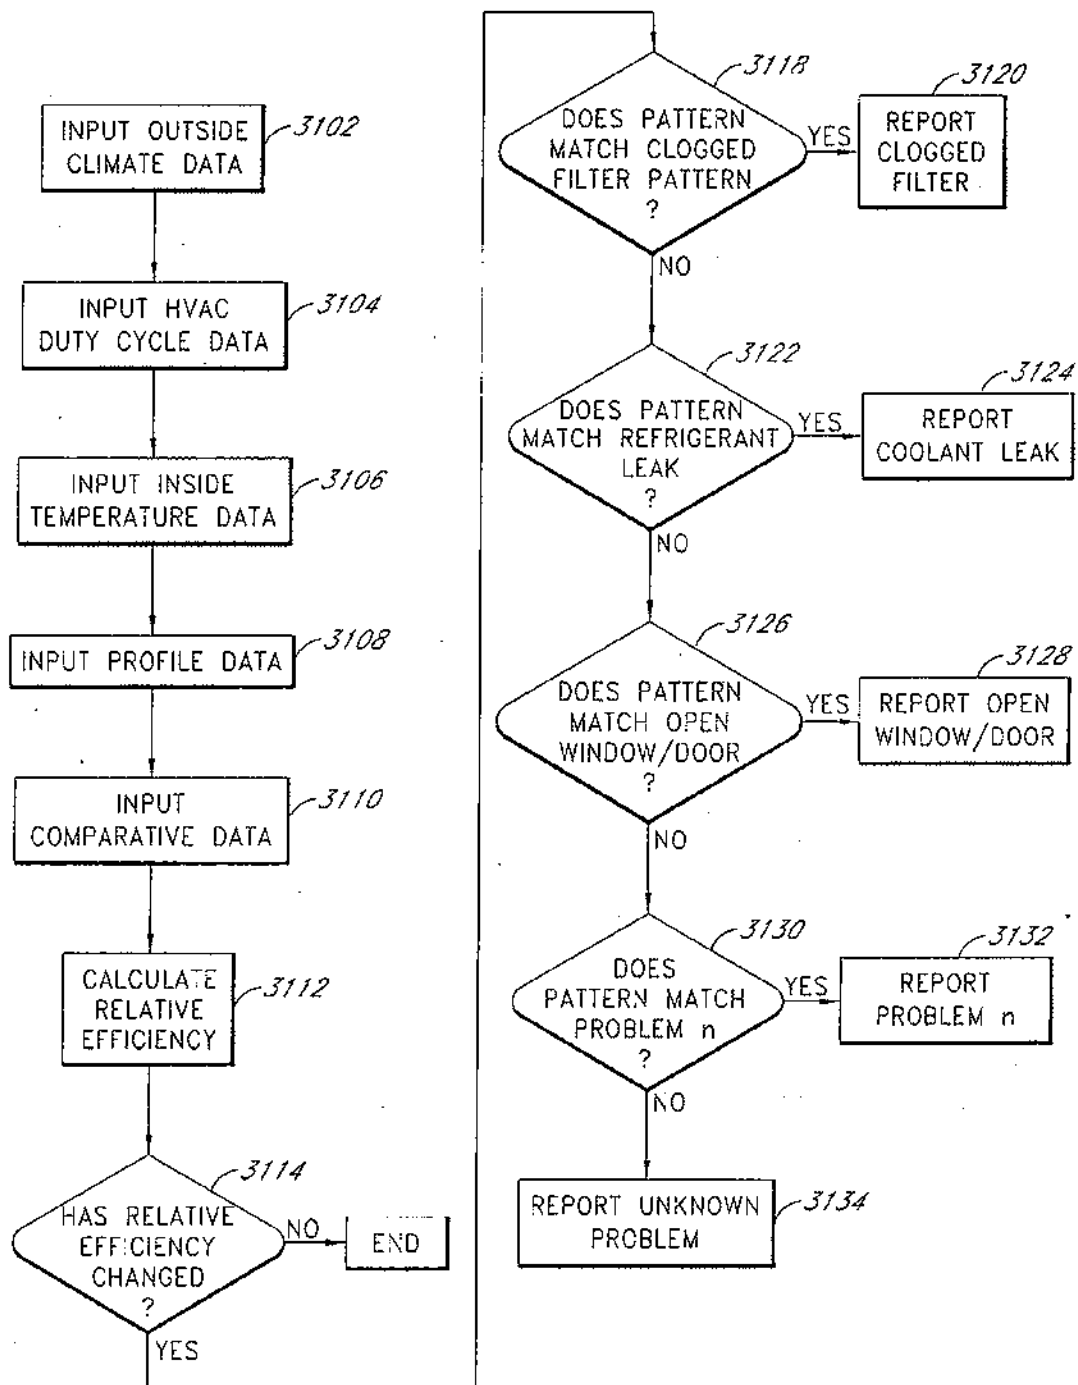 INPUT OUTSIDE
CLIMATE DATA
3102
INPUT HVAC
DUTY CYCLE DATA
3104
INPUT INSIDE
TEMPERATURE DATA
3106
INPUT PROFILE DATA
3108
INPUT
COMPARATIVE DATA
3110
CALCULATE
RELATIVE
EFFICIENCY
3112
HAS RELATIVE
EFFICIENCY
CHANGED
?
3114
NO
END
YES
DOES PATTERN
MATCH CLOGGED
FILTER PATTERN
?
3118
YES
REPORT
CLOGGED
FILTER
3120
NO
DOES PATTERN
MATCH REFRIGERANT
LEAK
?
3122
YES
REPORT
COOLANT LEAK
3124
NO
DOES PATTERN
MATCH OPEN
WINDOW/DOOR
?
3126
YES
REPORT OPEN
WINDOW/DOOR
3128
NO
DOES
PATTERN MATCH
PROBLEM n
?
3130
YES
REPORT
PROBLEM n
3132
NO
REPORT UNKNOWN
PROBLEM
3134